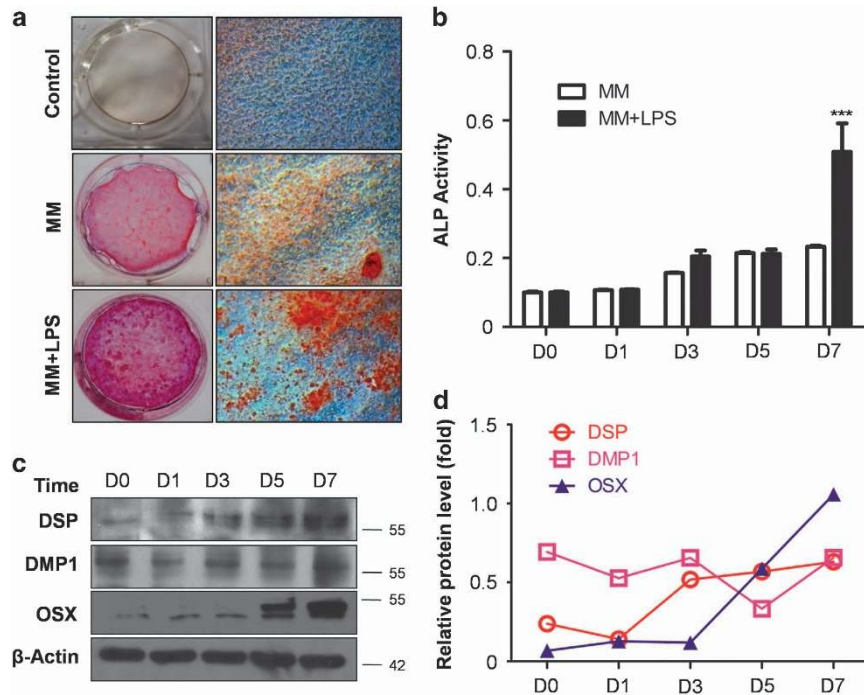 a
Control
MM
MM+LPS
b
ALP Activity
0.8
0.6
0.4
0.2
0
MM
MM+LPS
***
D0 D1 D3 D5 D7
c
Time D0 D1 D3 D5 D7
DSP 55
DMP1 55
OSX 55
β-Actin 42
d
Relative protein level (fold)
1.5
1.0
0.5
0
DSP
DMP1
OSX
D0 D1 D3 D5 D7